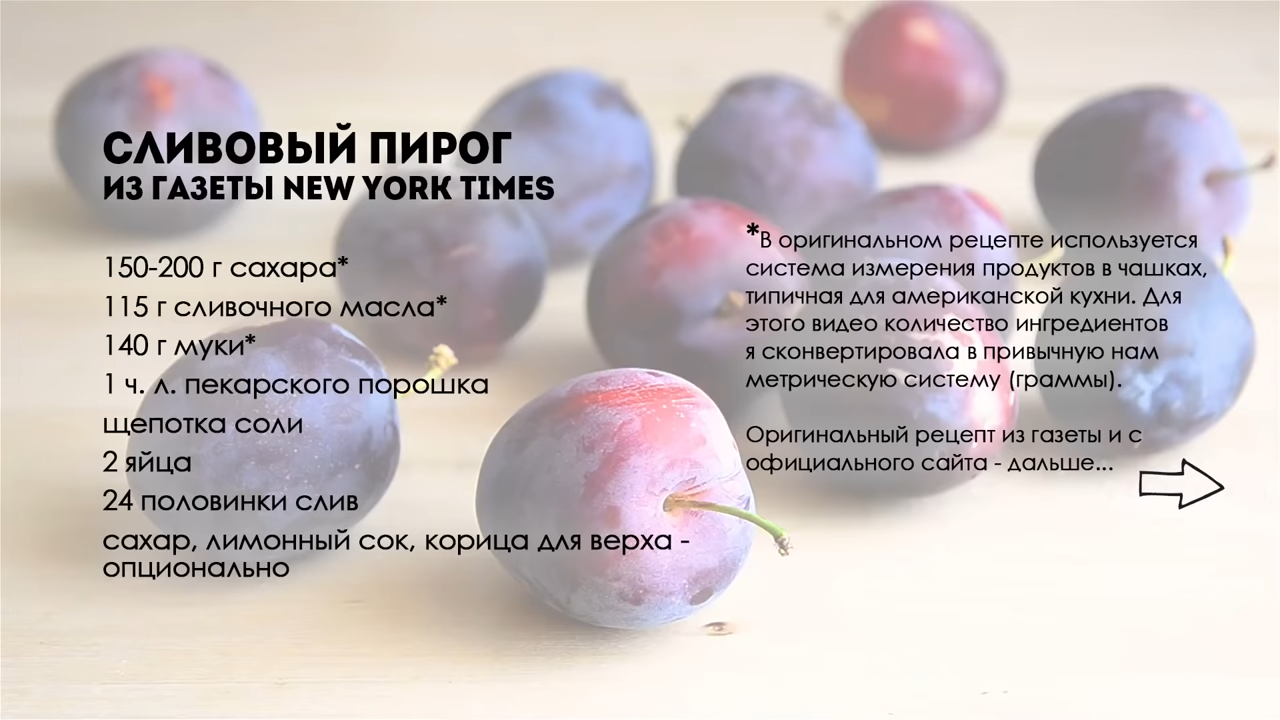 СЛИВОВЫЙ ПИРОГ
ИЗ ГАЗЕТЫ NEW YORK TIMES
150-200 г сахара*
115 г сливочного масла*
140 г муки*
1 ч. л. пекарского порошка
щепотка соли
2 яйца
24 половинки слив
сахар, лимонный сок, корица для верха -
опционально
*В оригинальном рецепте используется
система измерения продуктов в чашках,
типичная для американской кухни. Для
этого видео количество ингредиентов
я сконвертировала в привычную нам
метрическую систему (граммы).
Оригинальный рецепт из газеты и с
официального сайта - дальше...